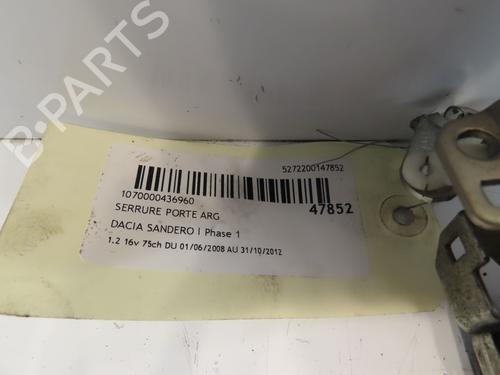 B-PARTS
5272200147852
1070000436960
SERRURE PORTE ARG
47852
DACIA SANDERO I Phase 1
1.2 16v 75ch DU 01/06/2008 AU 31/10/2012